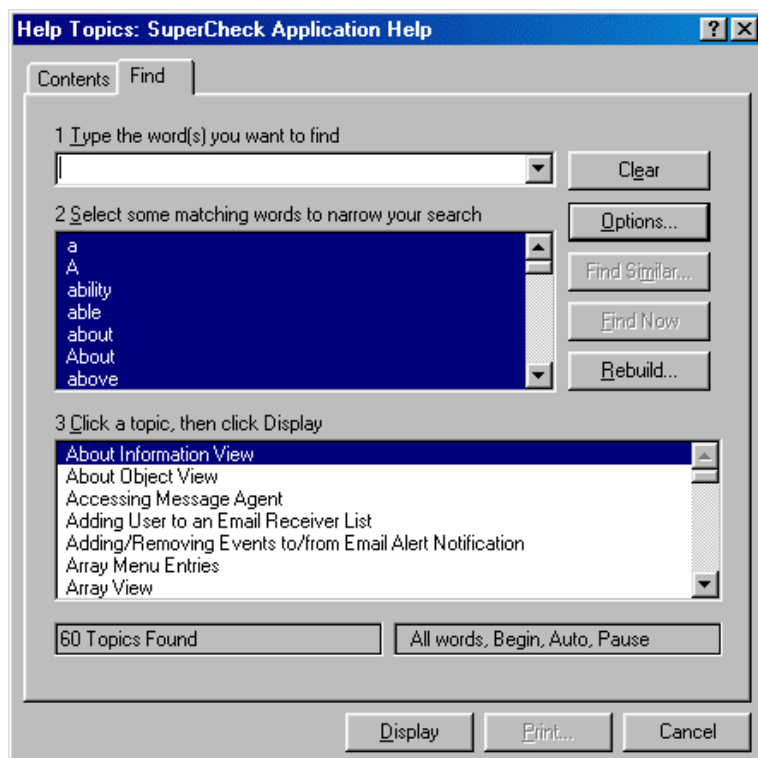 Help Topics: SuperCheck Application Help
Contents Find
1 Type the word(s) you want to find
Clear
2 Select some matching words to narrow your search
Options...
a
A
ability
able
about
About
above
Find Similar...
Find Now
Rebuild...
3 Click a topic, then click Display
About Information View
About Object View
Accessing Message Agent
Adding User to an Email Receiver List
Adding/Removing Events to/from Email Alert Notification
Array Menu Entries
Array View
60 Topics Found All words, Begin, Auto, Pause
Display Print... Cancel